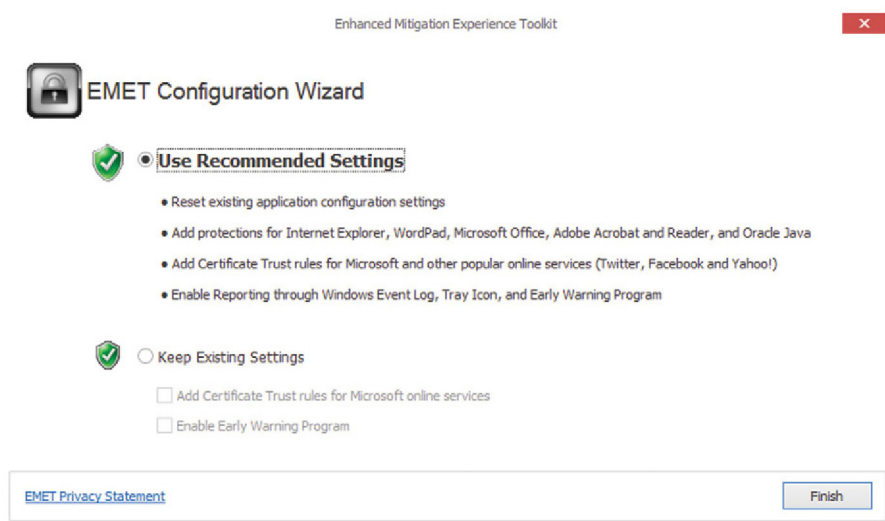 Enhanced Mitigation Experience Toolkit
EMET Configuration Wizard
Use Recommended Settings
• Reset existing application configuration settings
• Add protections for Internet Explorer, WordPad, Microsoft Office, Adobe Acrobat and Reader, and Oracle Java
• Add Certificate Trust rules for Microsoft and other popular online services (Twitter, Facebook and Yahoo!)
• Enable Reporting through Windows Event Log, Tray Icon, and Early Warning Program
Keep Existing Settings
Add Certificate Trust rules for Microsoft online services
Enable Early Warning Program
EMET Privacy Statement
Finish